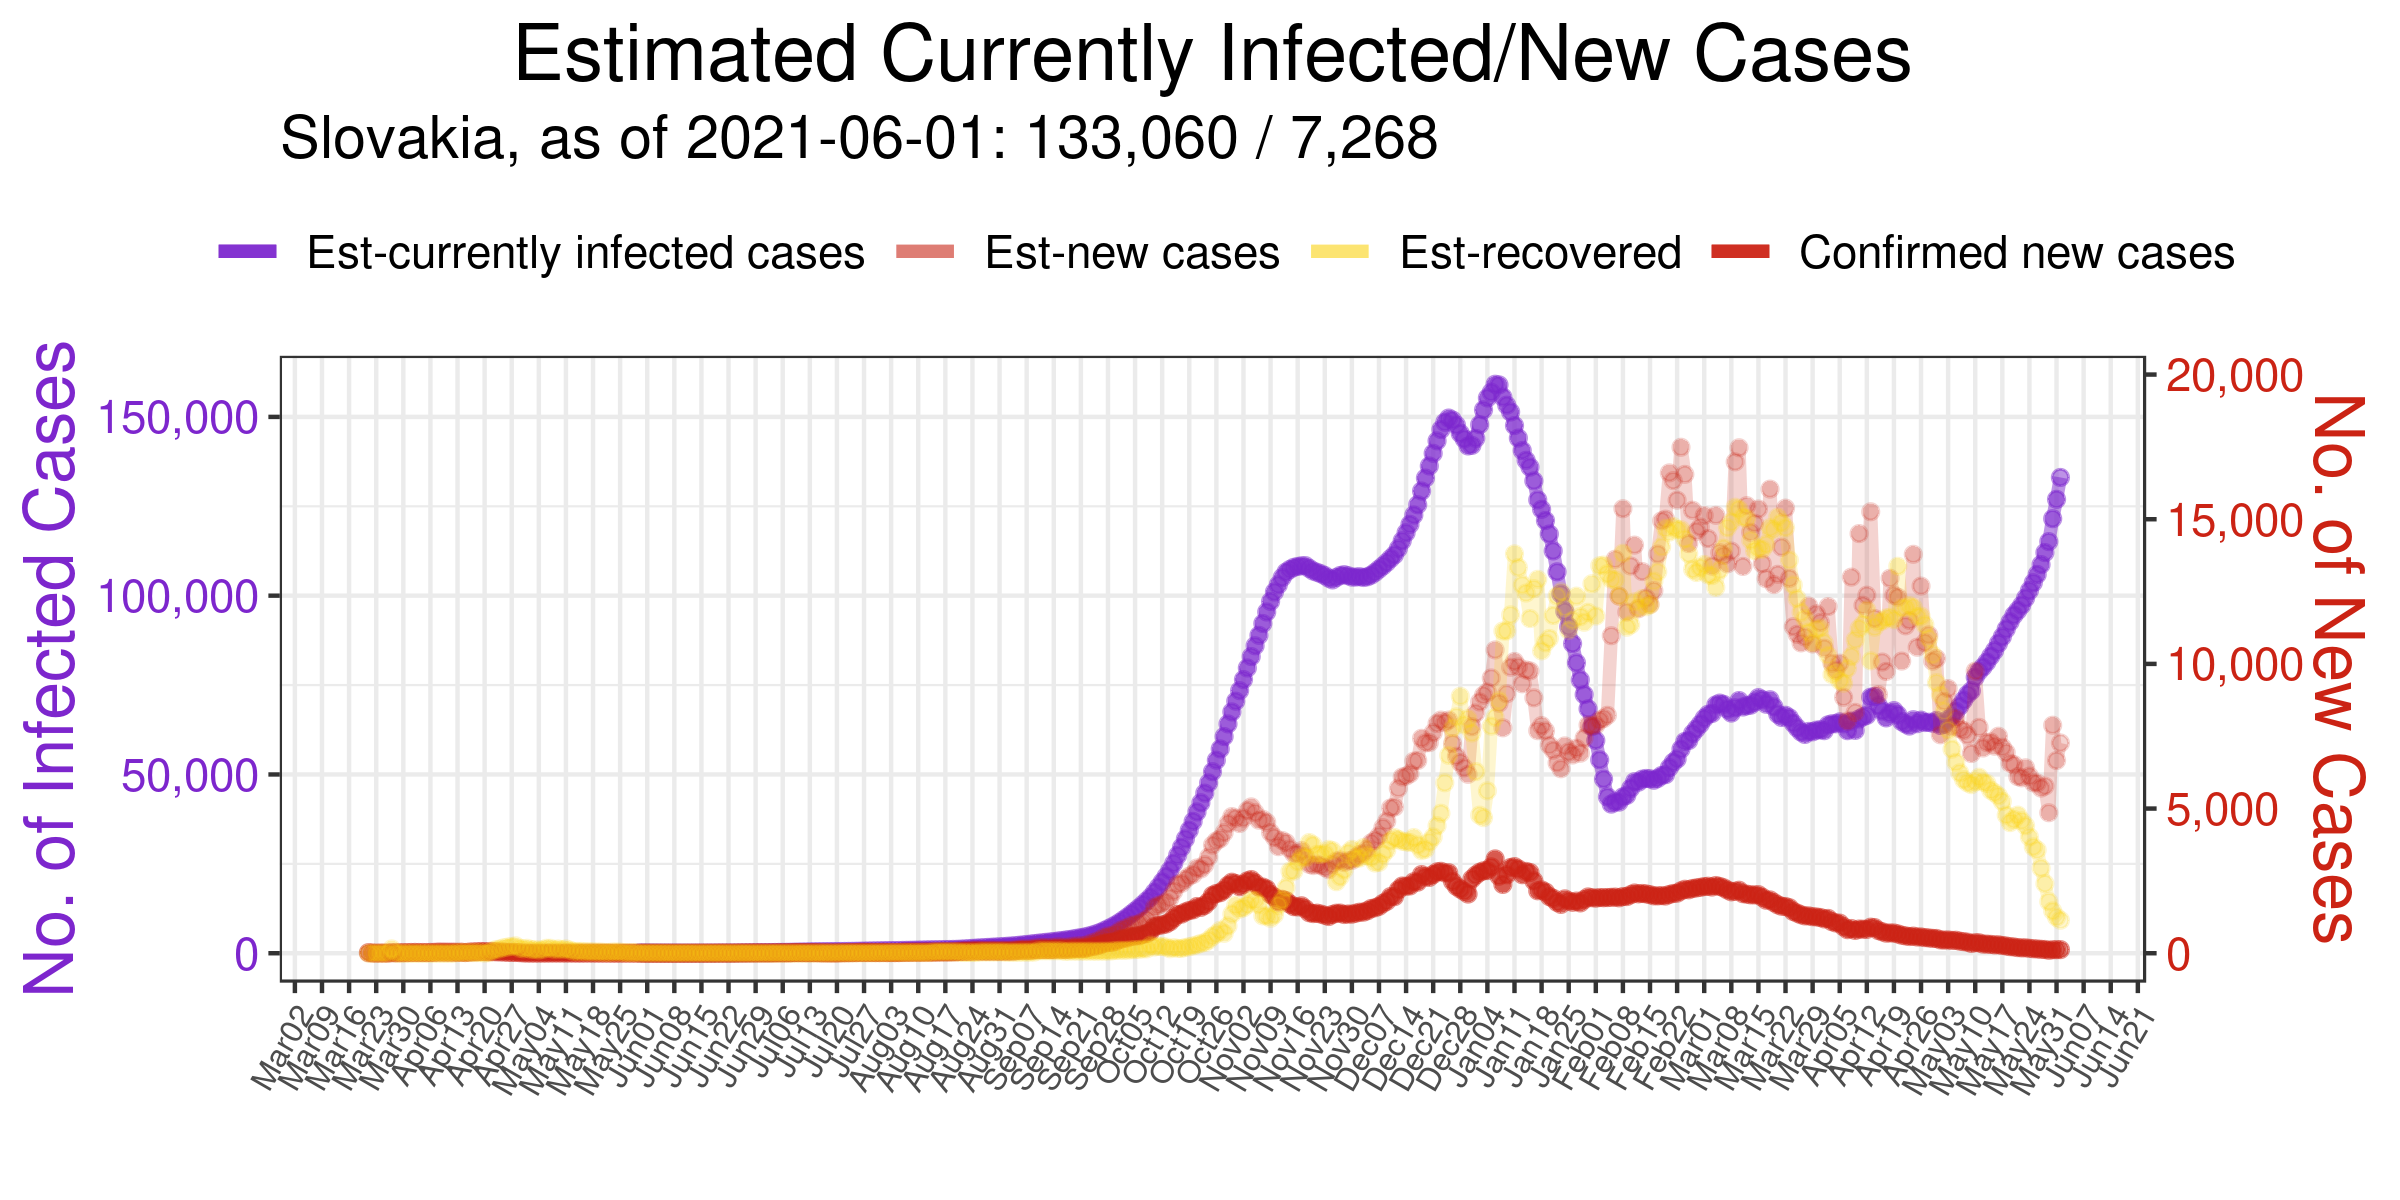 Estimated Currently Infected/New Cases
Slovakia, as of 2021-06-01: 133,060 / 7,268
Est-currently infected cases
Est-new cases
Est-recovered
Confirmed new cases
No. of Infected Cases
150,000
100,000
50,000
0
20,000
15,000
10,000
5,000
0
No. of New Cases
Mar02
Mar09
Mar16
Mar23
Mar30
Apr06
Apr13
Apr20
Apr27
May04
May11
May18
May25
Jun01
Jun08
Jun15
Jun22
Jun29
Jul06
Jul13
Jul20
Jul27
Aug03
Aug10
Aug17
Aug24
Aug31
Sep07
Sep14
Sep21
Sep28
Oct05
Oct12
Oct19
Oct26
Nov02
Nov09
Nov16
Nov23
Nov30
Dec07
Dec14
Dec21
Dec28
Jan04
Jan11
Jan18
Jan25
Feb01
Feb08
Feb15
Feb22
Mar01
Mar08
Mar15
Mar22
Mar29
Apr05
Apr12
Apr19
Apr26
May03
May10
May17
May24
May31
Jun07
Jun14
Jun21